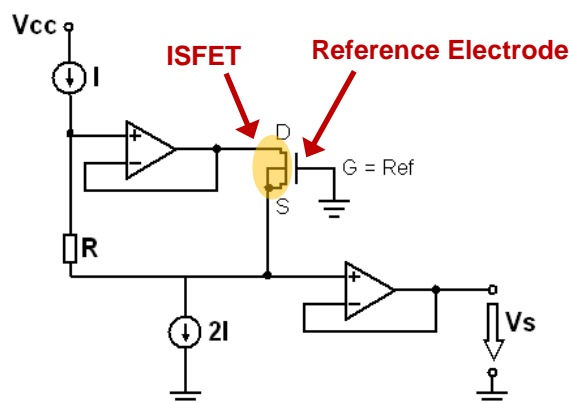 Vcc
I
ISFET
Reference Electrode
+
−
D
G = Ref
S
R
2I
+
−
Vs